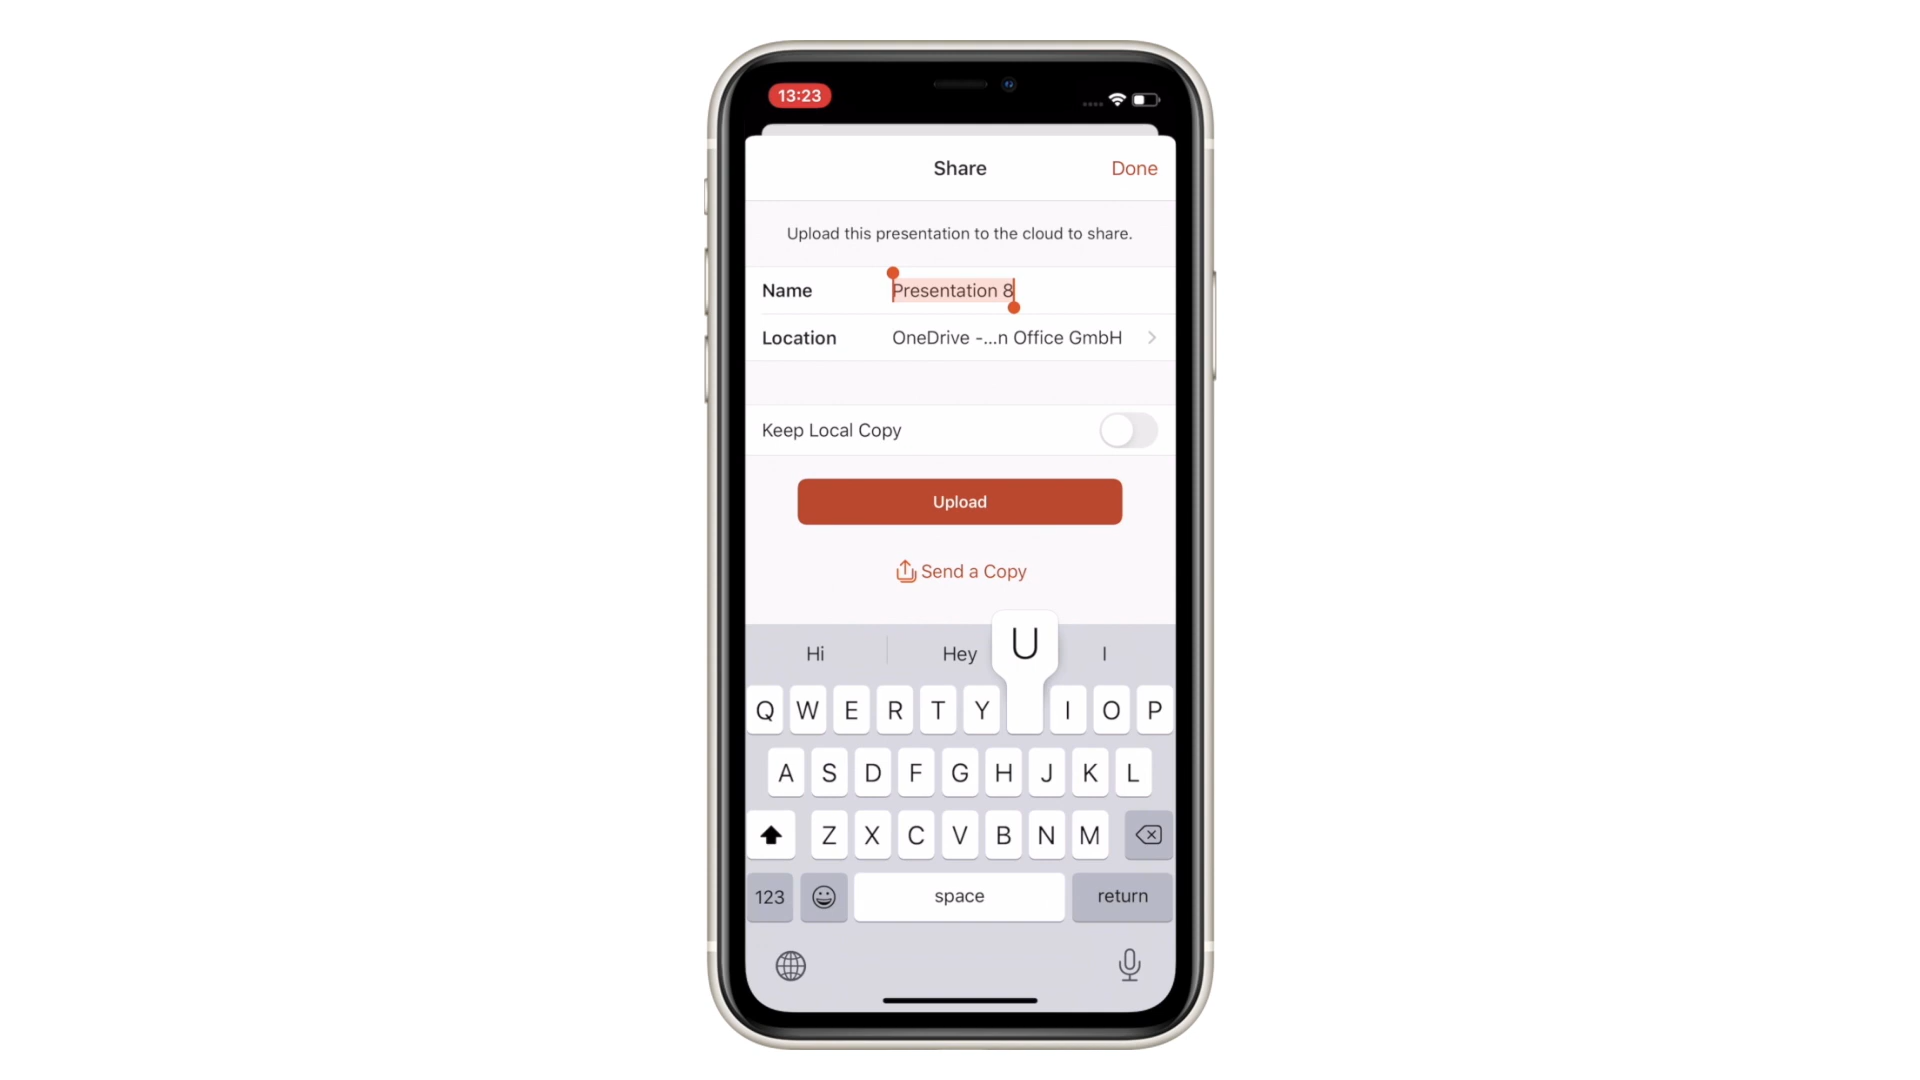 13:23
Share Done
Upload this presentation to the cloud to share.
Name Presentation 8
Location OneDrive -...n Office GmbH
Keep Local Copy
Upload
Send a Copy
Hi Hey U I
Q W E R T Y I O P
A S D F G H J K L
Z X C V B N M
123 space return